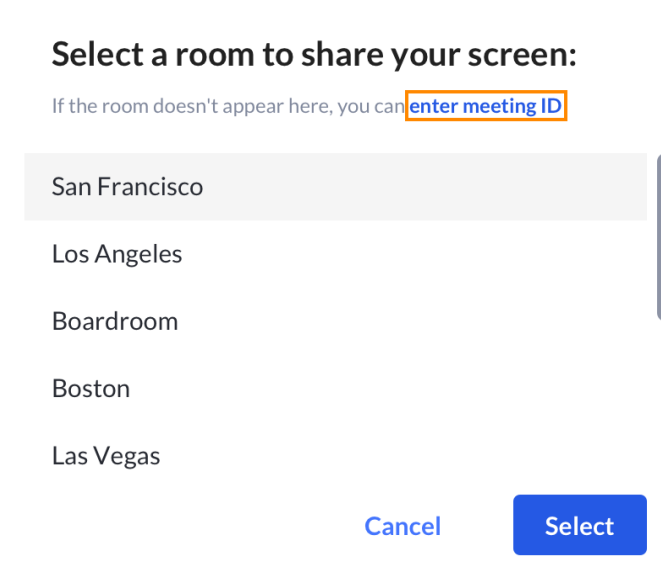 Select a room to share your screen:
If the room doesn't appear here, you can enter meeting ID
San Francisco
Los Angeles
Boardroom
Boston
Las Vegas
Cancel
Select